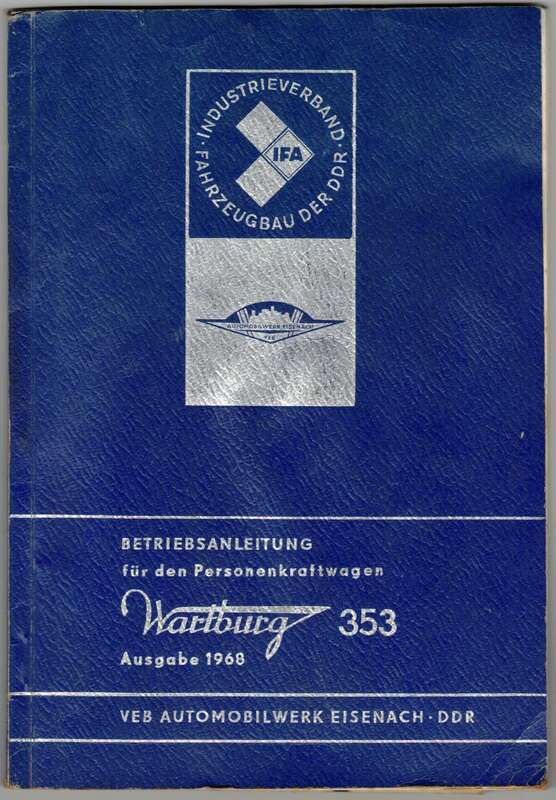 · INDUSTRIEVERBAND ·
FAHRZEUGBAU DER DDR
IFA
AUTOMOBILWERK EISENACH
VEB
BETRIEBSANLEITUNG
für den Personenkraftwagen
Wartburg 353
Ausgabe 1968
VEB AUTOMOBILWERK EISENACH · DDR